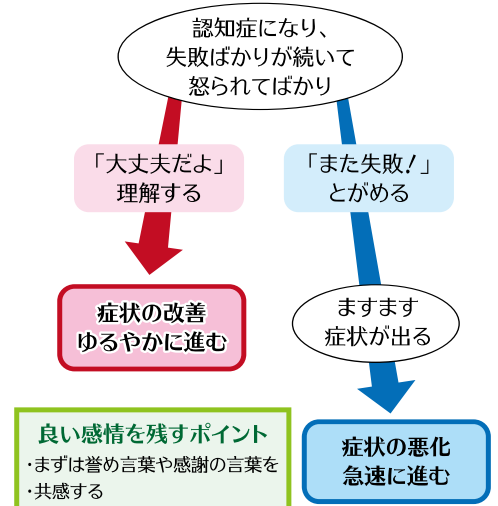 認知症になり、
失敗ばかりが続いて
怒られてばかり
「大丈夫だよ」
理解する
「また失敗!」
とがめる
症状の改善
ゆるやかに進む
ますます
症状が出る
症状の悪化
急速に進む
良い感情を残すポイント
・まずは誉め言葉や感謝の言葉を
・共感する